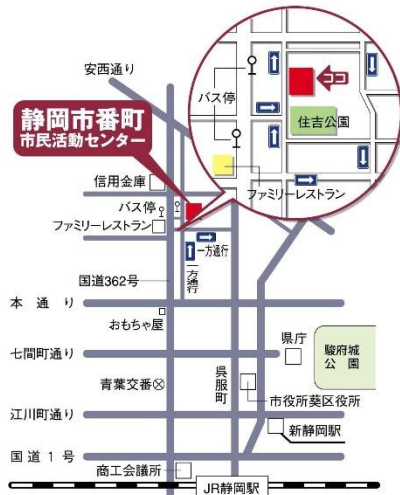 安西通り
静岡市番町
市民活動センター
バス停
ココ
住吉公園
ファミリーレストラン
信用金庫
バス停
ファミリーレストラン
一方通行
一方通行
国道362号
本通り
おもちゃ屋
七間町通り
県庁
駿府城
公園
呉服町
青葉交番
市役所葵区役所
江川町通り
新静岡駅
国道1号
商工会議所
JR静岡駅